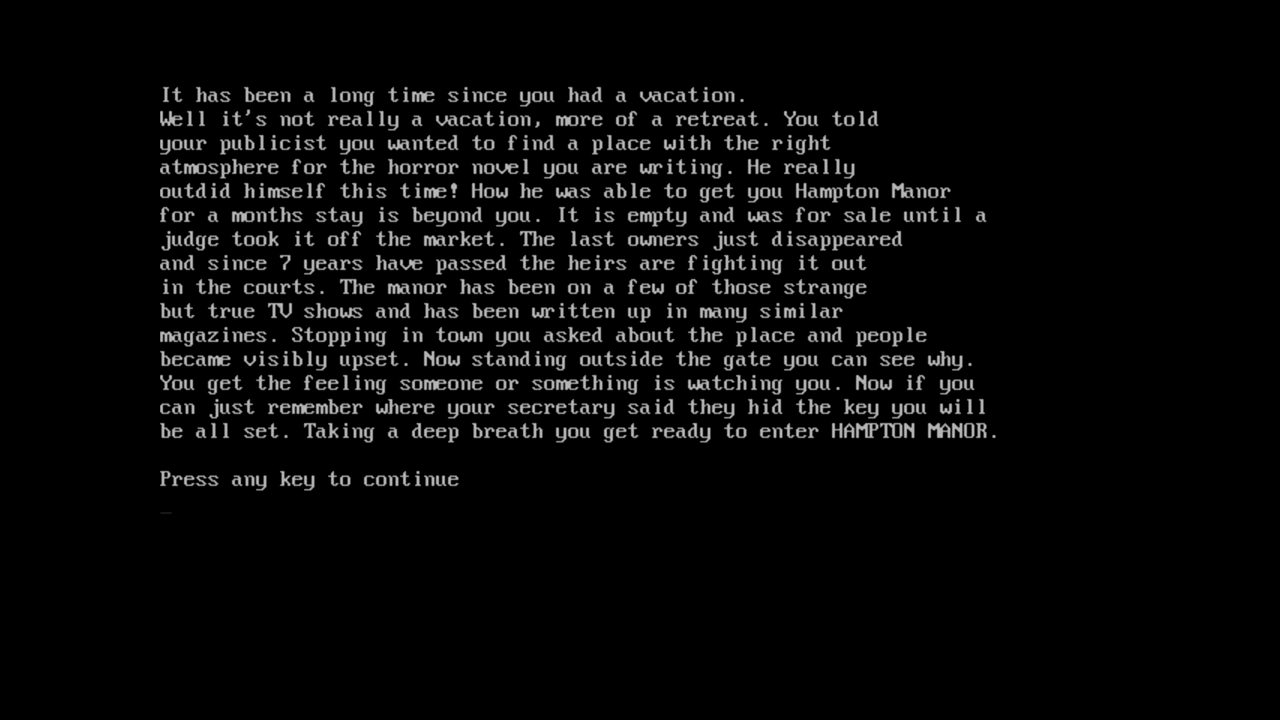 It has been a long time since you had a vacation.
Well it's not really a vacation, more of a retreat. You told
your publicist you wanted to find a place with the right
atmosphere for the horror novel you are writing. He really
outdid himself this time! How he was able to get you Hampton Manor
for a months stay is beyond you. It is empty and was for sale until a
judge took it off the market. The last owners just disappeared
and since 7 years have passed the heirs are fighting it out
in the courts. The manor has been on a few of those strange
but true TV shows and has been written up in many similar
magazines. Stopping in town you asked about the place and people
became visibly upset. Now standing outside the gate you can see why.
You get the feeling someone or something is watching you. Now if you
can just remember where your secretary said they hid the key you will
be all set. Taking a deep breath you get ready to enter HAMPTON MANOR.
Press any key to continue
_